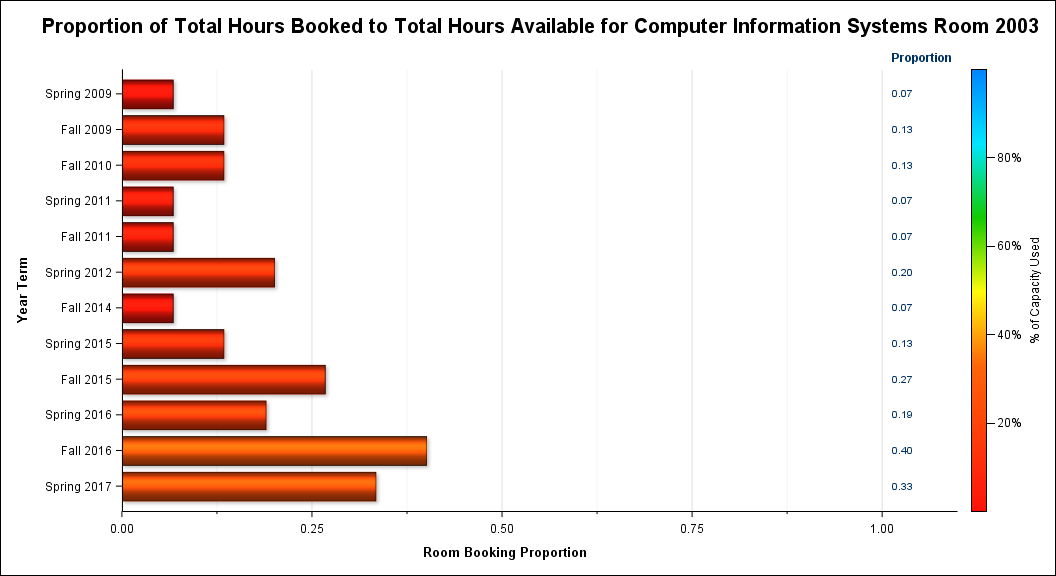 Proportion of Total Hours Booked to Total Hours Available for Computer Information Systems Room 2003
Proportion
Spring 2009 0.07
Fall 2009 0.13
Fall 2010 0.13
Spring 2011 0.07
Fall 2011 0.07
Spring 2012 0.20
Fall 2014 0.07
Spring 2015 0.13
Fall 2015 0.27
Spring 2016 0.19
Fall 2016 0.40
Spring 2017 0.33
Year Term
0.00 0.25 0.50 0.75 1.00
Room Booking Proportion
80%
60%
40%
20%
% of Capacity Used